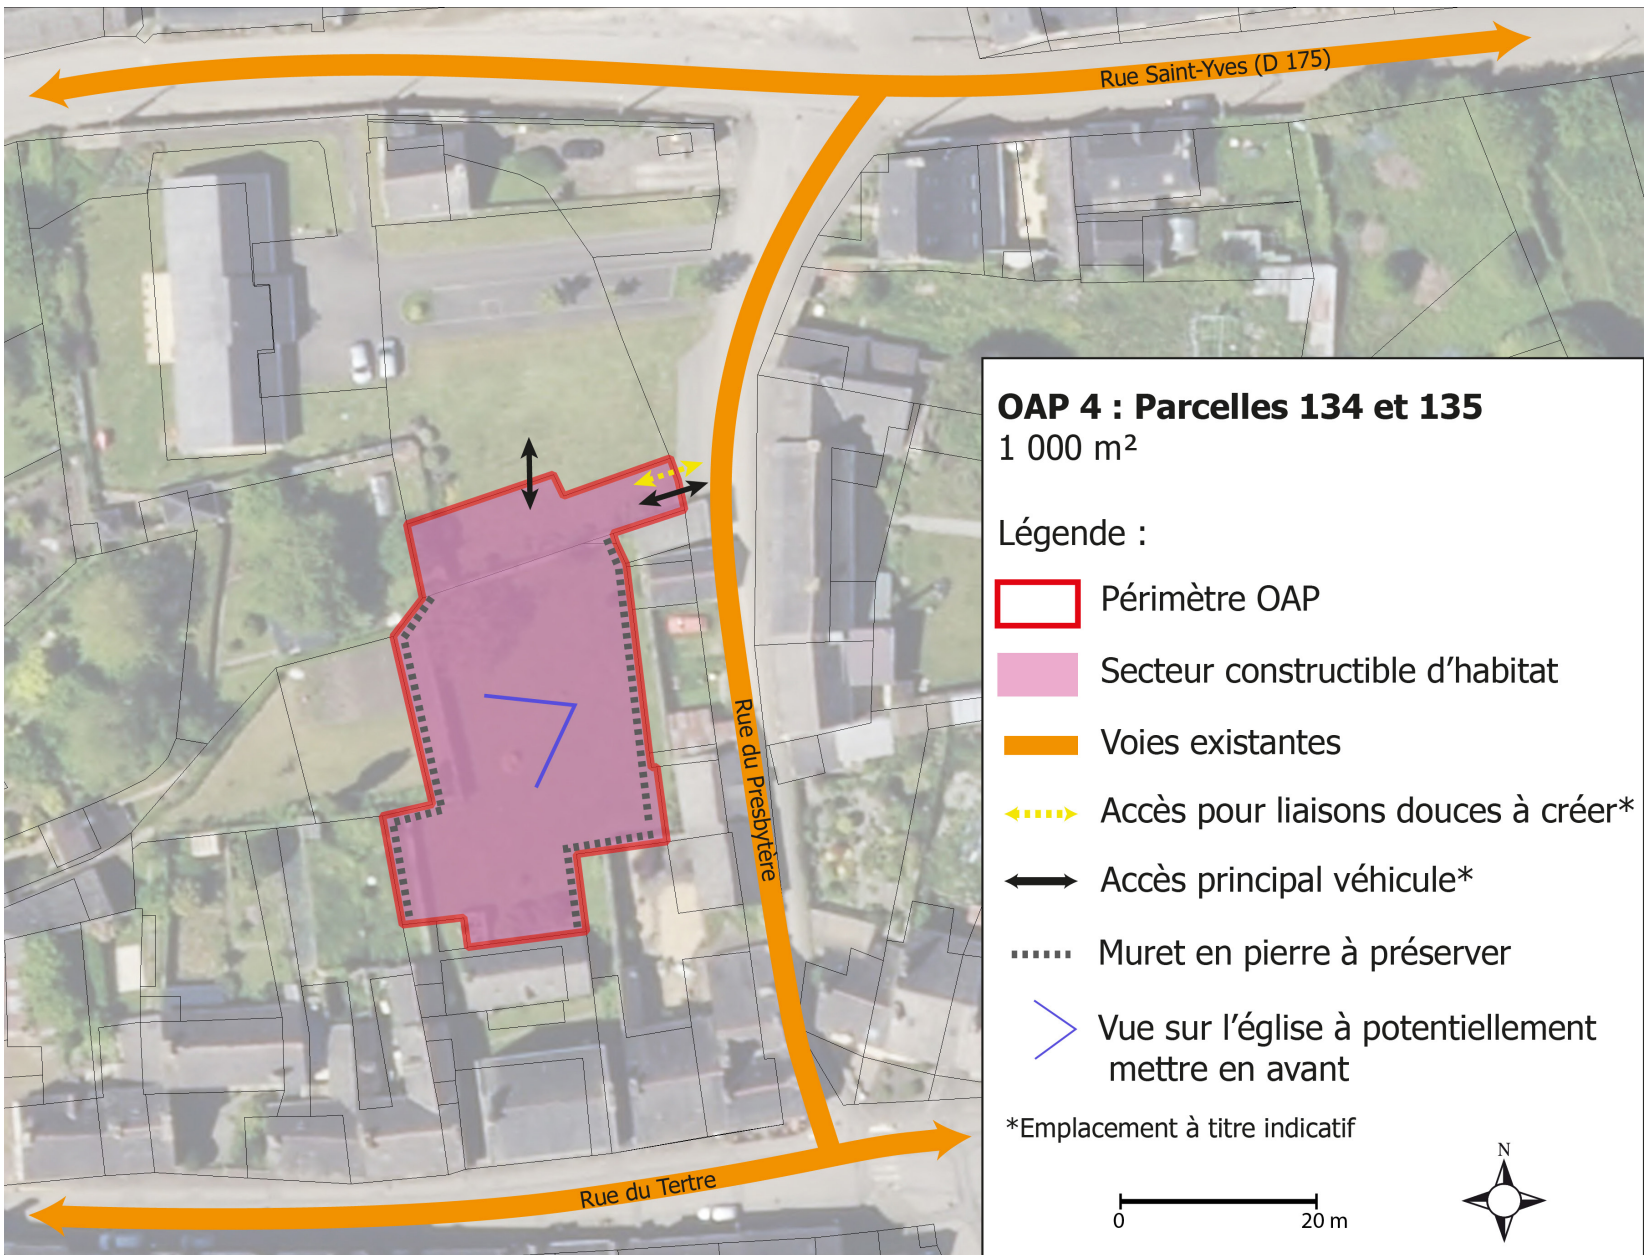 Rue Saint-Yves (D 175)
OAP 4 : Parcelles 134 et 135
1 000 m²
Légende :
Périmètre OAP
Secteur constructible d’habitat
Voies existantes
Accès pour liaisons douces à créer*
Accès principal véhicule*
Muret en pierre à préserver
Vue sur l’église à potentiellement
mettre en avant
*Emplacement à titre indicatif
N
0 20 m
Rue du Presbytère
Rue du Tertre